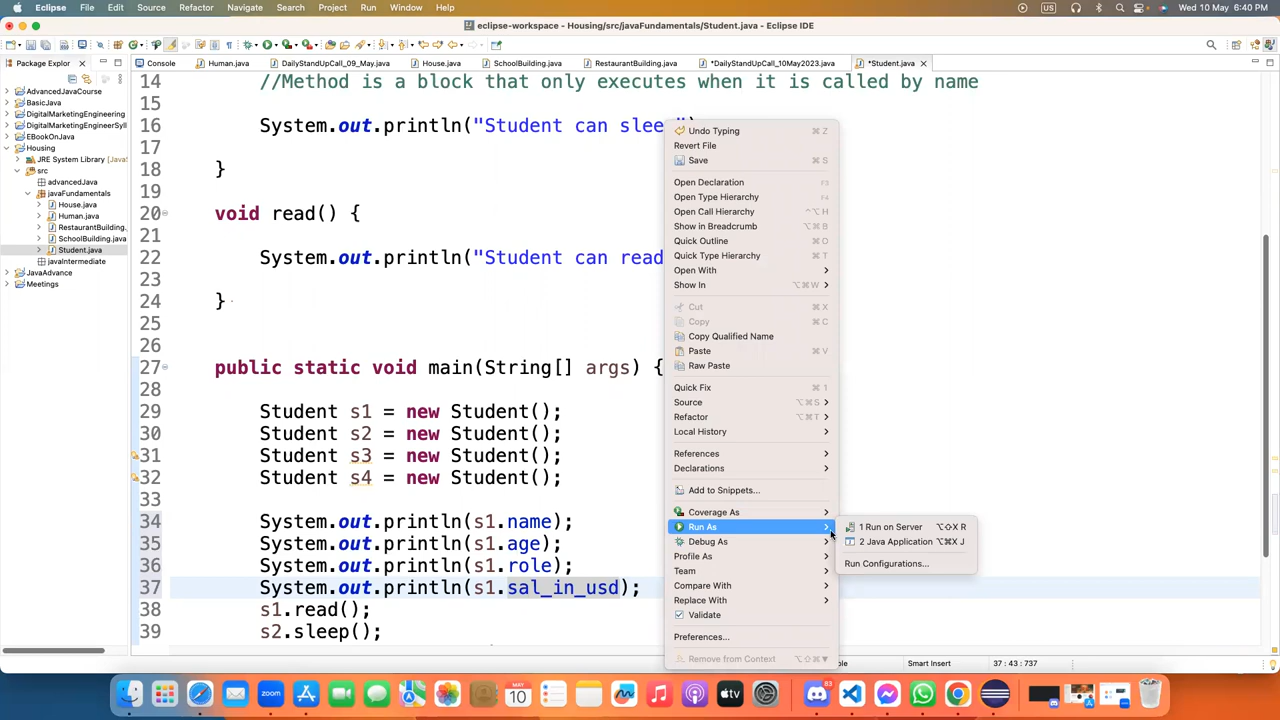 Eclipse File Edit Source Refactor Navigate Search Project Run Window Help US Wed 10 May 6:40 PM
eclipse-workspace - Housing/src/javaFundamentals/Student.java - Eclipse IDE
Package Explorer
Console Human.java DailyStandUpCall_09_May.java House.java SchoolBuilding.java RestaurantBuilding.java *DailyStandUpCall_10May2023.java *Student.java
AdvancedJavaCourse
BasicJava
DigitalMarketingEngineering
DigitalMarketingEngineerSyll
EBookOnJava
Housing
JRE System Library [Java
src
advancedJava
javaFundamentals
House.java
Human.java
RestaurantBuilding.
SchoolBuilding.java
Student.java
javaIntermediate
JavaAdvance
Meetings
14 //Method is a block that only executes when it is called by name
15
16 System.out.println("Student can slee
17
18 }
19
20 void read() {
21
22 System.out.println("Student can read
23
24 }
25
26
27 public static void main(String[] args) {
28
29 Student s1 = new Student();
30 Student s2 = new Student();
31 Student s3 = new Student();
32 Student s4 = new Student();
33
34 System.out.println(s1.name);
35 System.out.println(s1.age);
36 System.out.println(s1.role);
37 System.out.println(s1.sal_in_usd);
38 s1.read();
39 s2.sleep();
Undo Typing ⌘ Z
Revert File
Save ⌘ S
Open Declaration F3
Open Type Hierarchy F4
Open Call Hierarchy ^⌥ H
Show in Breadcrumb ⌥⌘ B
Quick Outline ⌘ O
Quick Type Hierarchy ⌘ T
Open With
Show In ⌥⌘ W
Cut ⌘ X
Copy ⌘ C
Copy Qualified Name
Paste ⌘ V
Raw Paste
Quick Fix ⌘ 1
Source ⌥⌘ S
Refactor ⌥⌘ T
Local History
References
Declarations
Add to Snippets...
Coverage As
Run As
Debug As
Profile As
Team
Compare With
Replace With
Validate
Preferences...
Remove from Context ⌥⇧⌘▼
1 Run on Server ⌥⇧X R
2 Java Application ⌥⌘X J
Run Configurations...
Smart Insert 37 : 43 : 737
MAY
10
zoom
tv
83